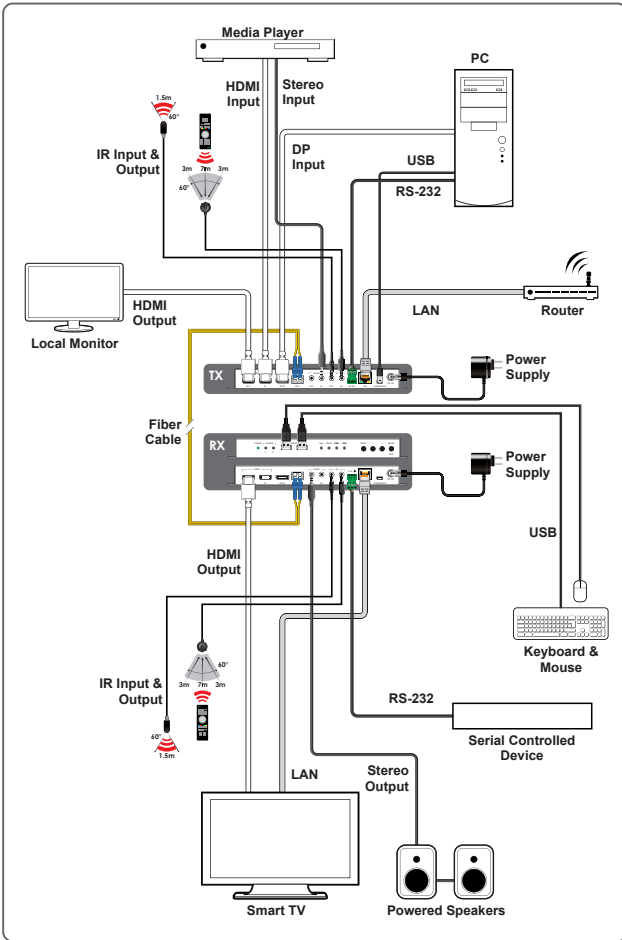 Media Player
PC
HDMI
Input
Stereo
Input
1.5m
60°
IR Input &
Output
3m 7m 3m
60°
DP
Input
USB
RS-232
HDMI
Output
Local Monitor
LAN
Router
TX
Power
Supply
Fiber
Cable
RX
Power
Supply
HDMI
Output
USB
Keyboard &
Mouse
60°
3m 7m 3m
IR Input &
Output
60°
1.5m
RS-232
Serial Controlled
Device
LAN
Stereo
Output
Smart TV
Powered Speakers